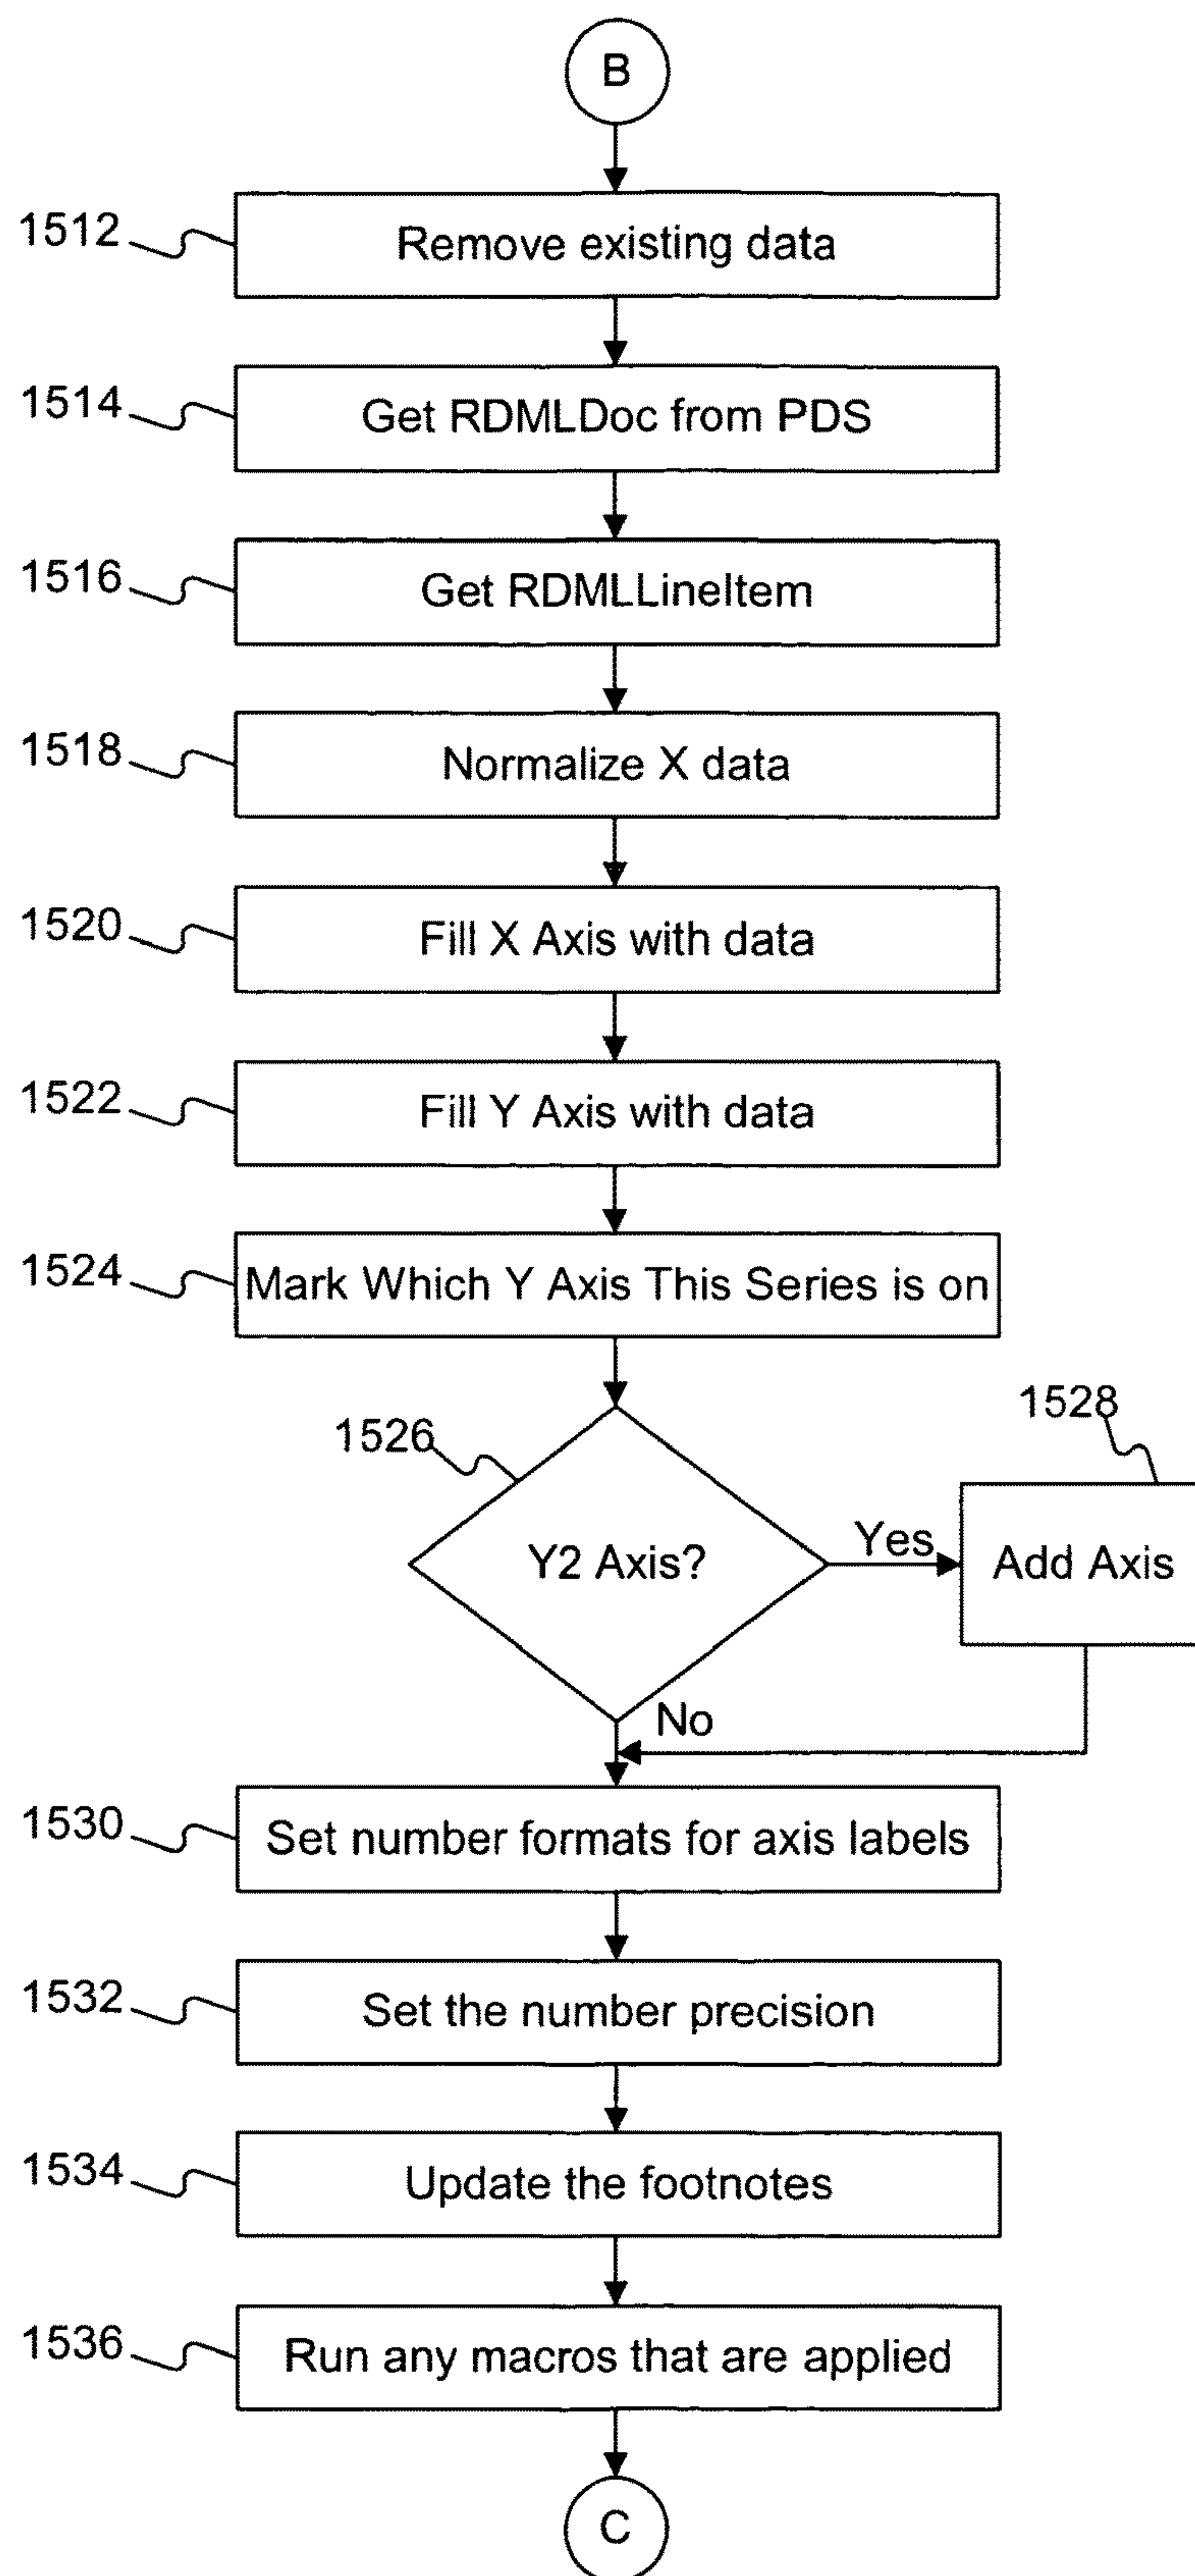 B
1512
Remove existing data
1514
Get RDMLDoc from PDS
1516
Get RDMLLineItem
1518
Normalize X data
1520
Fill X Axis with data
1522
Fill Y Axis with data
1524
Mark Which Y Axis This Series is on
1526
Y2 Axis?
Yes
1528
Add Axis
No
1530
Set number formats for axis labels
1532
Set the number precision
1534
Update the footnotes
1536
Run any macros that are applied
C